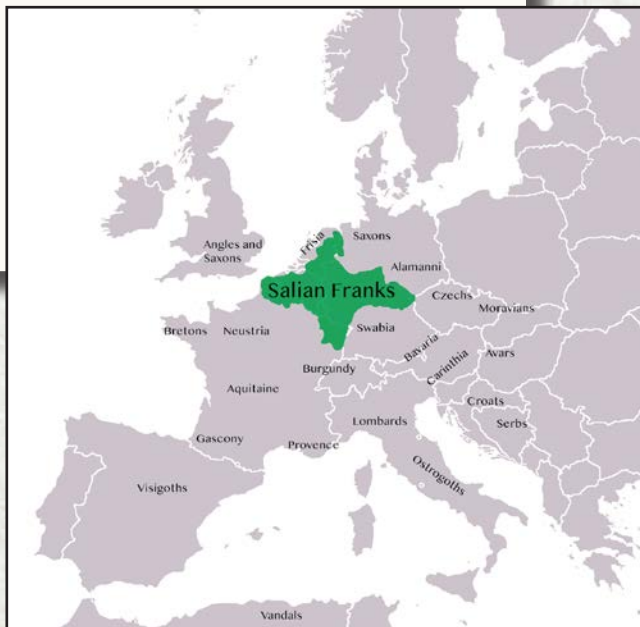 Saxons
Frisia
Angles and
Saxons
Alamanni
Salian Franks
Czechs
Moravians
Bretons
Neustria
Swabia
Bavaria
Avars
Burgundy
Carinthia
Aquitaine
Croats
Lombards
Serbs
Gascony
Provence
Ostrogoths
Visigoths
Vandals